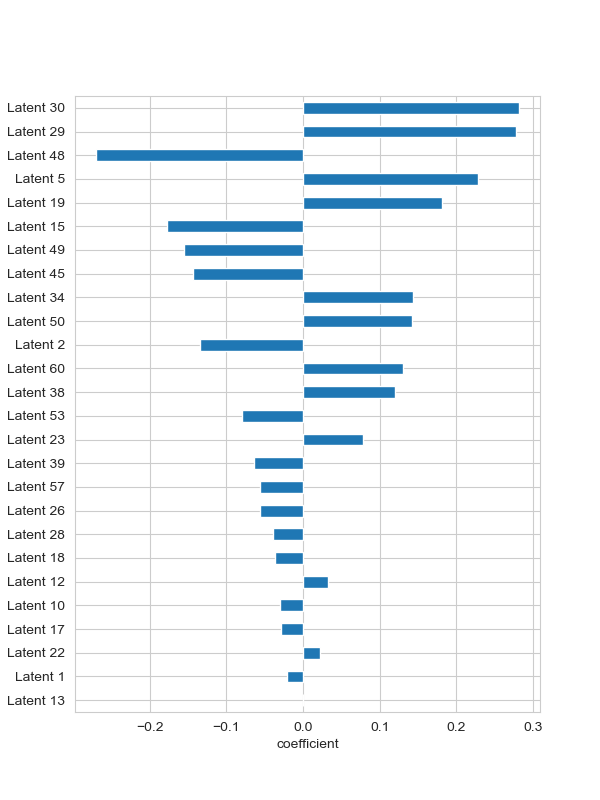 Latent 30
Latent 29
Latent 48
Latent 5
Latent 19
Latent 15
Latent 49
Latent 45
Latent 34
Latent 50
Latent 2
Latent 60
Latent 38
Latent 53
Latent 23
Latent 39
Latent 57
Latent 26
Latent 28
Latent 18
Latent 12
Latent 10
Latent 17
Latent 22
Latent 1
Latent 13
−0.2 −0.1 0.0 0.1 0.2 0.3
coefficient